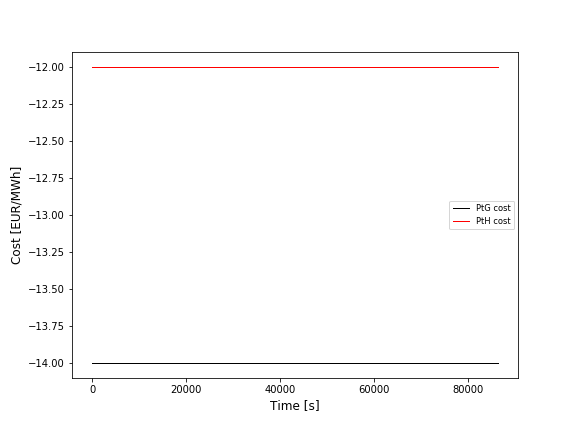 −12.00
−12.25
−12.50
−12.75
−13.00
−13.25
−13.50
−13.75
−14.00
Cost [EUR/MWh]
PtG cost
PtH cost
0 20000 40000 60000 80000
Time [s]